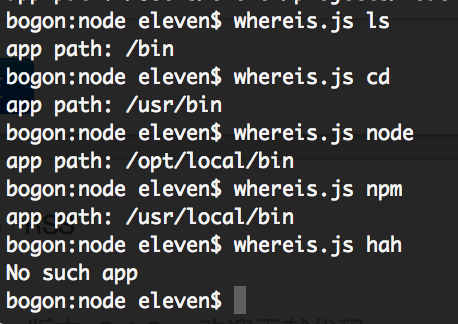 bogon:node eleven$ whereis.js ls
app path: /bin
bogon:node eleven$ whereis.js cd
app path: /usr/bin
bogon:node eleven$ whereis.js node
app path: /opt/local/bin
bogon:node eleven$ whereis.js npm
app path: /usr/local/bin
bogon:node eleven$ whereis.js hah
No such app
bogon:node eleven$